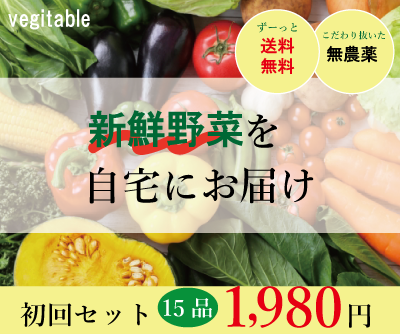 vegitable
ずーっと
送料
無料
こだわり抜いた
無農薬
新鮮野菜を
自宅にお届け
初回セット 15品 1,980円